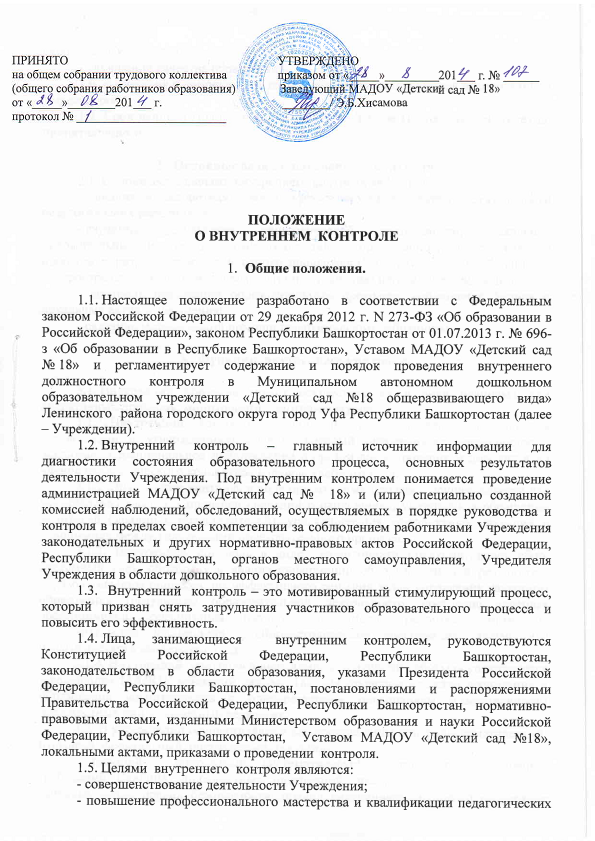 ПРИНЯТО
на общем собрании трудового коллектива
(общего собрания работников образования)
от « 28 » 08 2014 г.
протокол № 1
УТВЕРЖДЕНО
приказом от « 28 » 8 2014 г. № 107
Заведующий МАДОУ «Детский сад № 18»
/ Э.Б.Хисамова
ПОЛОЖЕНИЕ
О ВНУТРЕННЕМ КОНТРОЛЕ
1. Общие положения.
1.1. Настоящее положение разработано в соответствии с Федеральным
законом Российской Федерации от 29 декабря 2012 г. N 273-ФЗ «Об образовании в
Российской Федерации», законом Республики Башкортостан от 01.07.2013 г. № 696-
з «Об образовании в Республике Башкортостан», Уставом МАДОУ «Детский сад
№ 18» и регламентирует содержание и порядок проведения внутреннего
должностного контроля в Муниципальном автономном дошкольном
образовательном учреждении «Детский сад №18 общеразвивающего вида»
Ленинского района городского округа город Уфа Республики Башкортостан (далее
– Учреждении).
1.2. Внутренний контроль – главный источник информации для
диагностики состояния образовательного процесса, основных результатов
деятельности Учреждения. Под внутренним контролем понимается проведение
администрацией МАДОУ «Детский сад № 18» и (или) специально созданной
комиссией наблюдений, обследований, осуществляемых в порядке руководства и
контроля в пределах своей компетенции за соблюдением работниками Учреждения
законодательных и других нормативно-правовых актов Российской Федерации,
Республики Башкортостан, органов местного самоуправления, Учредителя
Учреждения в области дошкольного образования.
1.3. Внутренний контроль – это мотивированный стимулирующий процесс,
который призван снять затруднения участников образовательного процесса и
повысить его эффективность.
1.4. Лица, занимающиеся внутренним контролем, руководствуются
Конституцией Российской Федерации, Республики Башкортостан,
законодательством в области образования, указами Президента Российской
Федерации, Республики Башкортостан, постановлениями и распоряжениями
Правительства Российской Федерации, Республики Башкортостан, нормативно-
правовыми актами, изданными Министерством образования и науки Российской
Федерации, Республики Башкортостан, Уставом МАДОУ «Детский сад №18»,
локальными актами, приказами о проведении контроля.
1.5. Целями внутреннего контроля являются:
- совершенствование деятельности Учреждения;
- повышение профессионального мастерства и квалификации педагогических